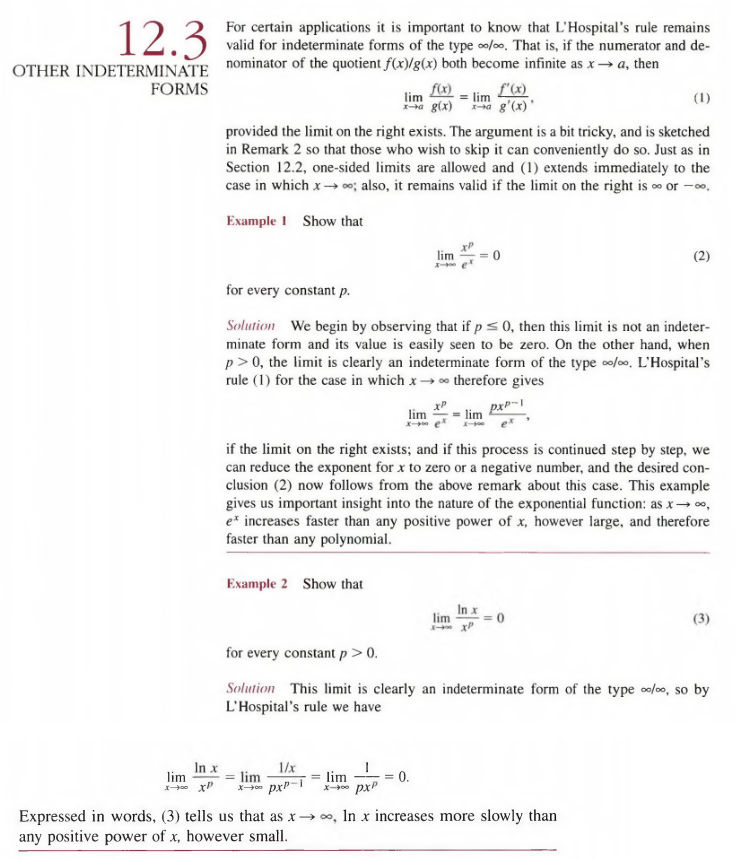 12.3
OTHER INDETERMINATE
FORMS
For certain applications it is important to know that L'Hospital's rule remains
valid for indeterminate forms of the type ∞/∞. That is, if the numerator and de-
nominator of the quotient f(x)/g(x) both become infinite as x → a, then
lim x→a f(x)/g(x) = lim x→a f'(x)/g'(x), (1)
provided the limit on the right exists. The argument is a bit tricky, and is sketched
in Remark 2 so that those who wish to skip it can conveniently do so. Just as in
Section 12.2, one-sided limits are allowed and (1) extends immediately to the
case in which x → ∞; also, it remains valid if the limit on the right is ∞ or −∞.
Example 1 Show that
lim x→∞ x^p/e^x = 0 (2)
for every constant p.
Solution We begin by observing that if p ≤ 0, then this limit is not an indeter-
minate form and its value is easily seen to be zero. On the other hand, when
p > 0, the limit is clearly an indeterminate form of the type ∞/∞. L'Hospital's
rule (1) for the case in which x → ∞ therefore gives
lim x→∞ x^p/e^x = lim x→∞ px^(p−1)/e^x,
if the limit on the right exists; and if this process is continued step by step, we
can reduce the exponent for x to zero or a negative number, and the desired con-
clusion (2) now follows from the above remark about this case. This example
gives us important insight into the nature of the exponential function: as x → ∞,
e^x increases faster than any positive power of x, however large, and therefore
faster than any polynomial.
Example 2 Show that
lim x→∞ ln x/x^p = 0 (3)
for every constant p > 0.
Solution This limit is clearly an indeterminate form of the type ∞/∞, so by
L'Hospital's rule we have
lim x→∞ ln x/x^p = lim x→∞ (1/x)/(px^(p−1)) = lim x→∞ 1/(px^p) = 0.
Expressed in words, (3) tells us that as x → ∞, ln x increases more slowly than
any positive power of x, however small.